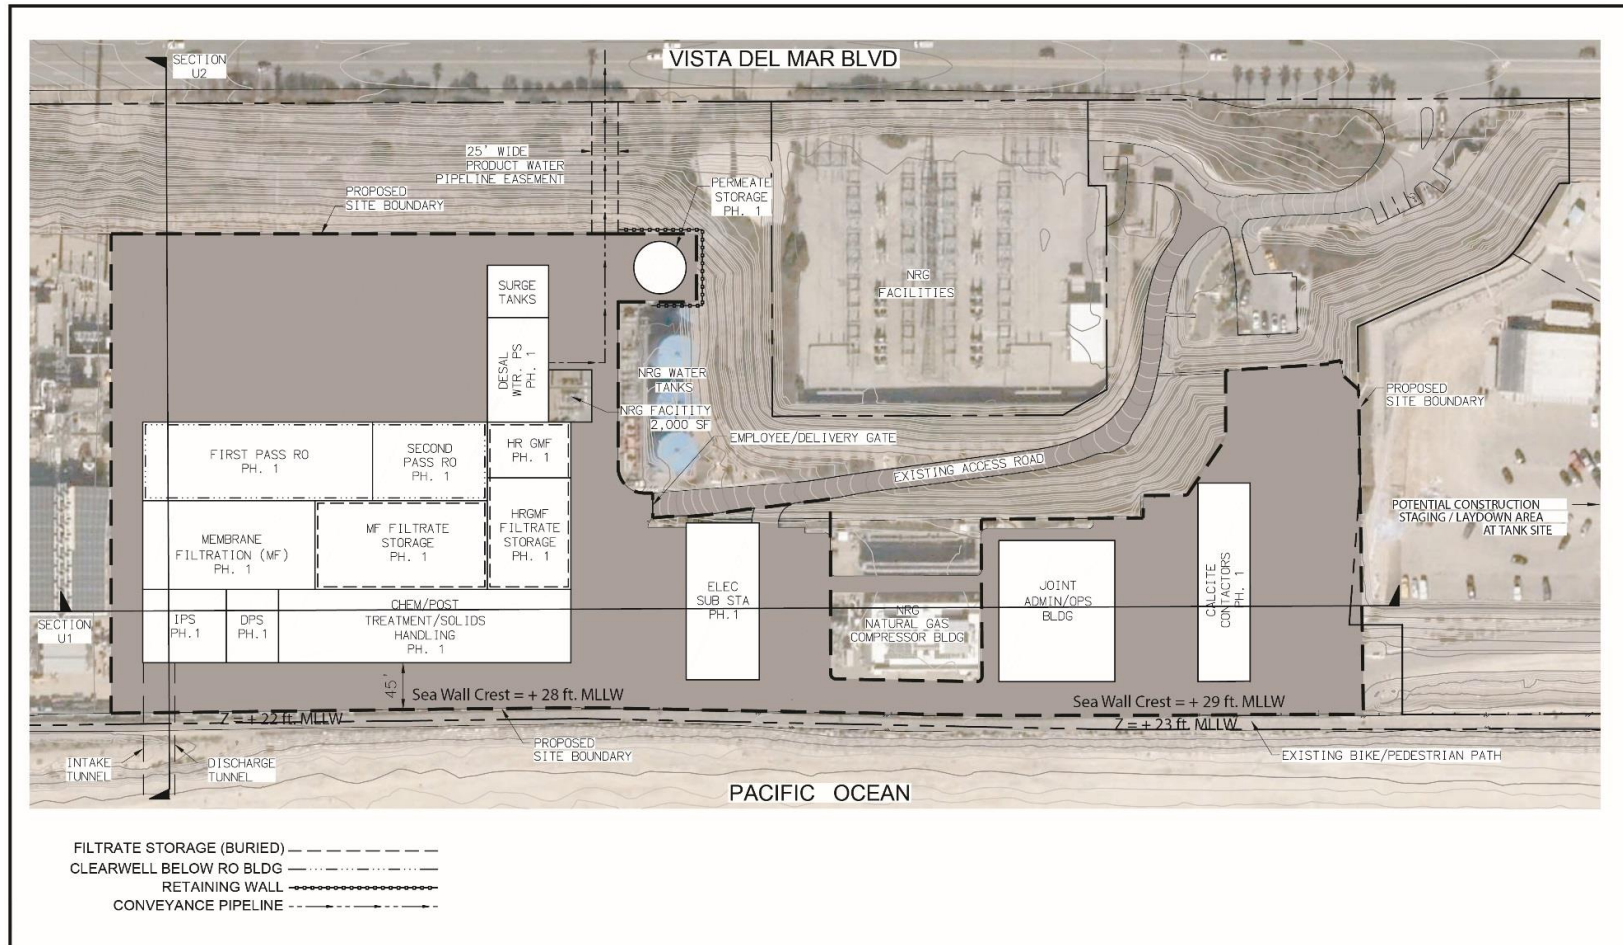 VISTA DEL MAR BLVD
SECTION
U2
25' WIDE
PRODUCT WATER
PIPELINE EASEMENT
PROPOSED
SITE BOUNDARY
PERMEATE
STORAGE
PH. 1
NRG
FACILITIES
SURGE
TANKS
DESAL
WTR. PS
PH. 1
NRG WATER
TANKS
NRG FACITITY
2,000 SF
EMPLOYEE/DELIVERY GATE
EXISTING ACCESS ROAD
PROPOSED
SITE BOUNDARY
FIRST PASS RO
PH. 1
SECOND
PASS RO
PH. 1
HR GMF
PH. 1
MEMBRANE
FILTRATION (MF)
PH. 1
MF FILTRATE
STORAGE
PH. 1
HRGMF
FILTRATE
STORAGE
PH. 1
POTENTIAL CONSTRUCTION
STAGING / LAYDOWN AREA
AT TANK SITE
SECTION
U1
IPS
PH.1
DPS
PH.1
CHEM/POST
TREATMENT/SOLIDS
HANDLING
PH. 1
ELEC
SUB STA
PH.1
NRG
NATURAL GAS
COMPRESSOR BLDG
JOINT
ADMIN/OPS
BLDG
CALCITE
CONTACTORS
PH. 1
45'
Sea Wall Crest = + 28 ft. MLLW
Z = + 22 ft. MLLW
Sea Wall Crest = + 29 ft. MLLW
Z = + 23 ft. MLLW
INTAKE
TUNNEL
DISCHARGE
TUNNEL
PROPOSED
SITE BOUNDARY
EXISTING BIKE/PEDESTRIAN PATH
PACIFIC OCEAN
FILTRATE STORAGE (BURIED)
CLEARWELL BELOW RO BLDG
RETAINING WALL
CONVEYANCE PIPELINE